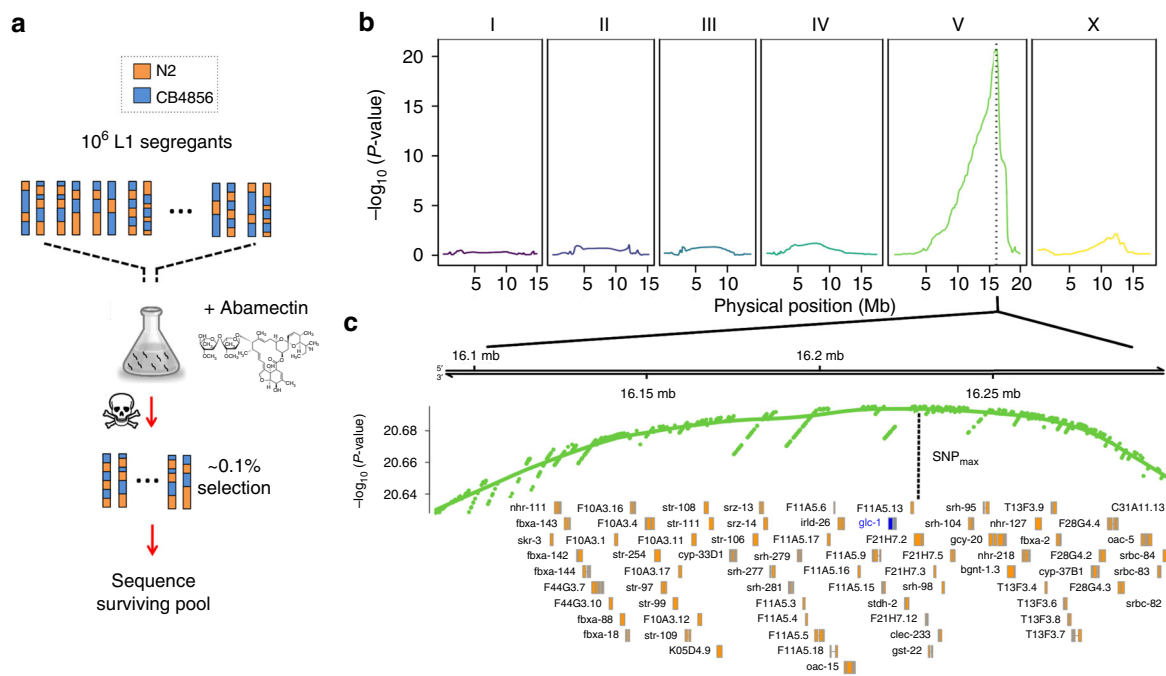 a
N2
CB4856
10⁶ L1 segregants
+ Abamectin
~0.1%
selection
Sequence
surviving pool
b
I II III IV V X
–log₁₀ (P-value)
20
15
10
5
0
5 10 15 5 10 15 5 10 5 10 15 5 10 15 20 5 10 15
Physical position (Mb)
c
16.1 mb 16.2 mb
5′
3′
16.15 mb 16.25 mb
–log₁₀ (P-value)
20.68
20.66
20.64
SNPmax
nhr-111 F10A3.16 str-108 srz-13 F11A5.6 F11A5.13 srh-95 T13F3.9 C31A11.13
fbxa-143 F10A3.4 str-111 srz-14 irld-26 glc-1 srh-104 nhr-127 F28G4.4
skr-3 F10A3.1 F10A3.11 str-106 F11A5.17 F21H7.2 gcy-20 fbxa-2 oac-5
fbxa-142 str-254 cyp-33D1 srh-279 F11A5.9 F21H7.5 nhr-218 F28G4.2 srbc-84
fbxa-144 F10A3.17 srh-277 F11A5.16 F21H7.3 bgnt-1.3 cyp-37B1 srbc-83
F44G3.7 str-97 srh-281 F11A5.15 srh-98 T13F3.4 F28G4.3
F44G3.10 str-99 F11A5.3 stdh-2 T13F3.6 srbc-82
fbxa-88 F10A3.12 F11A5.4 F21H7.12 T13F3.8
fbxa-18 str-109 F11A5.5 clec-233 T13F3.7
K05D4.9 F11A5.18 gst-22
oac-15